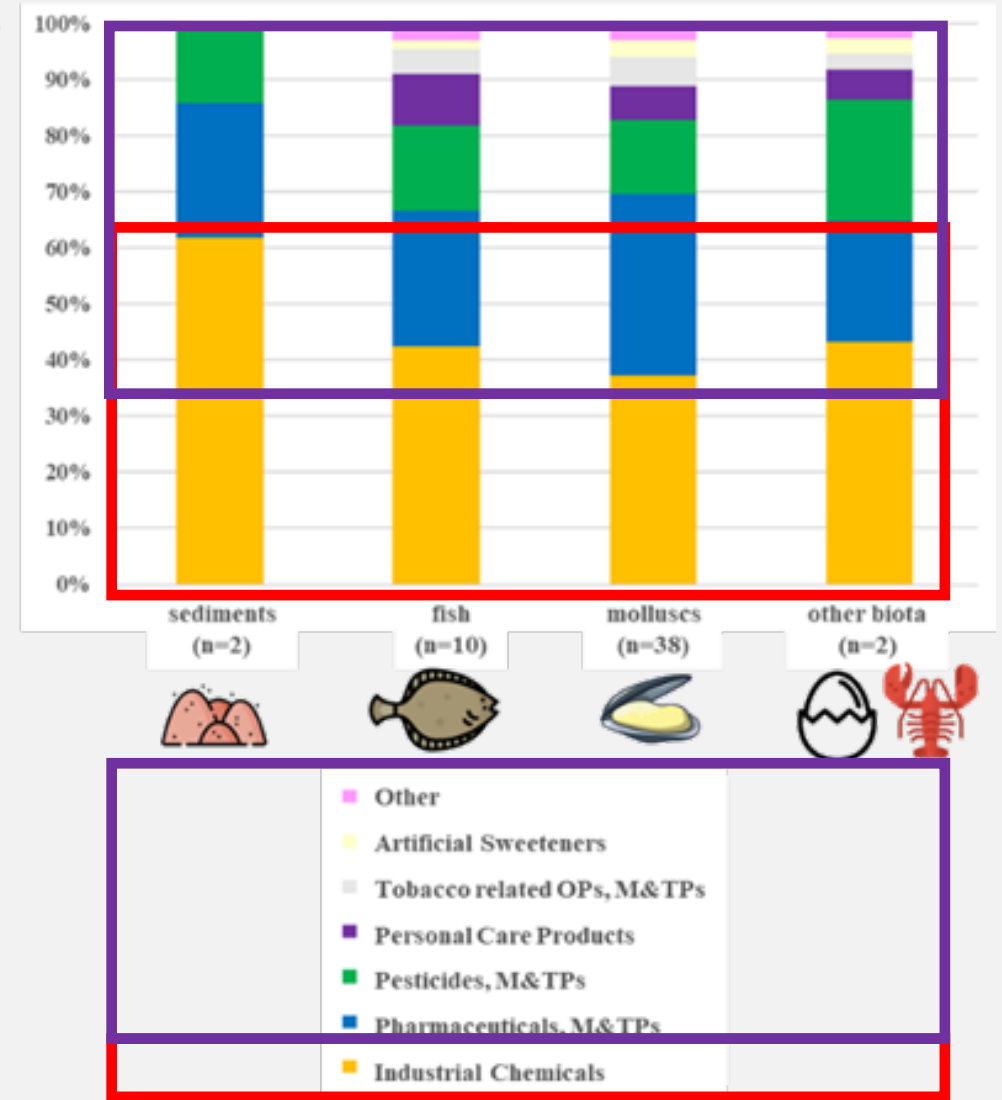 100%
90%
80%
70%
60%
50%
40%
30%
20%
10%
0%
sediments
(n=2)
fish
(n=10)
molluscs
(n=38)
other biota
(n=2)
Other
Artificial Sweeteners
Tobacco related OPs, M&TPs
Personal Care Products
Pesticides, M&TPs
Pharmaceuticals, M&TPs
Industrial Chemicals